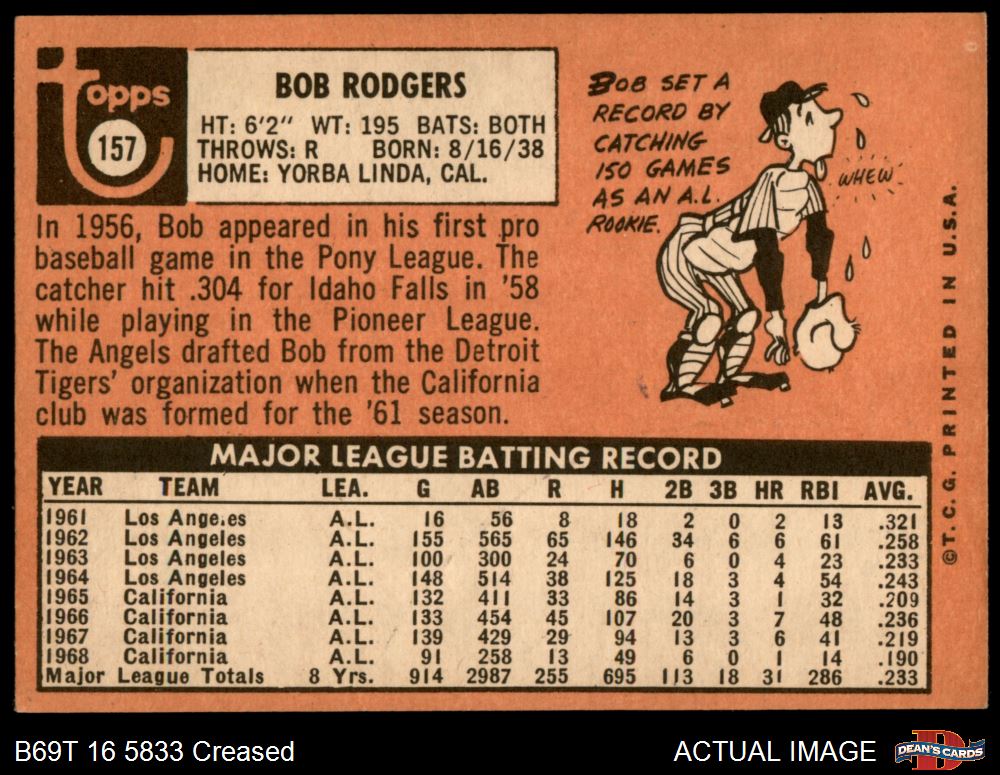 Topps
157
BOB RODGERS
HT: 6'2" WT: 195 BATS: BOTH
THROWS: R BORN: 8/16/38
HOME: YORBA LINDA, CAL.
In 1956, Bob appeared in his first pro
baseball game in the Pony League. The
catcher hit .304 for Idaho Falls in '58
while playing in the Pioneer League.
The Angels drafted Bob from the Detroit
Tigers' organization when the California
club was formed for the '61 season.
BOB SET A
RECORD BY
CATCHING
150 GAMES
AS AN A.L.
ROOKIE.
WHEW
©T.C.G. PRINTED IN U.S.A.
MAJOR LEAGUE BATTING RECORD
YEAR TEAM LEA. G AB R H 2B 3B HR RBI AVG.
1961 Los Angeles A.L. 16 56 8 18 2 0 2 13 .321
1962 Los Angeles A.L. 155 565 65 146 34 6 6 61 .258
1963 Los Angeles A.L. 100 300 24 70 6 0 4 23 .233
1964 Los Angeles A.L. 148 514 38 125 18 3 4 54 .243
1965 California A.L. 132 411 33 86 14 3 1 32 .209
1966 California A.L. 133 454 45 107 20 3 7 48 .236
1967 California A.L. 139 429 29 94 13 3 6 41 .219
1968 California A.L. 91 258 13 49 6 0 1 14 .190
Major League Totals 8 Yrs. 914 2987 255 695 113 18 31 286 .233
B69T 16 5833 Creased
ACTUAL IMAGE
D
DEAN'S CARDS